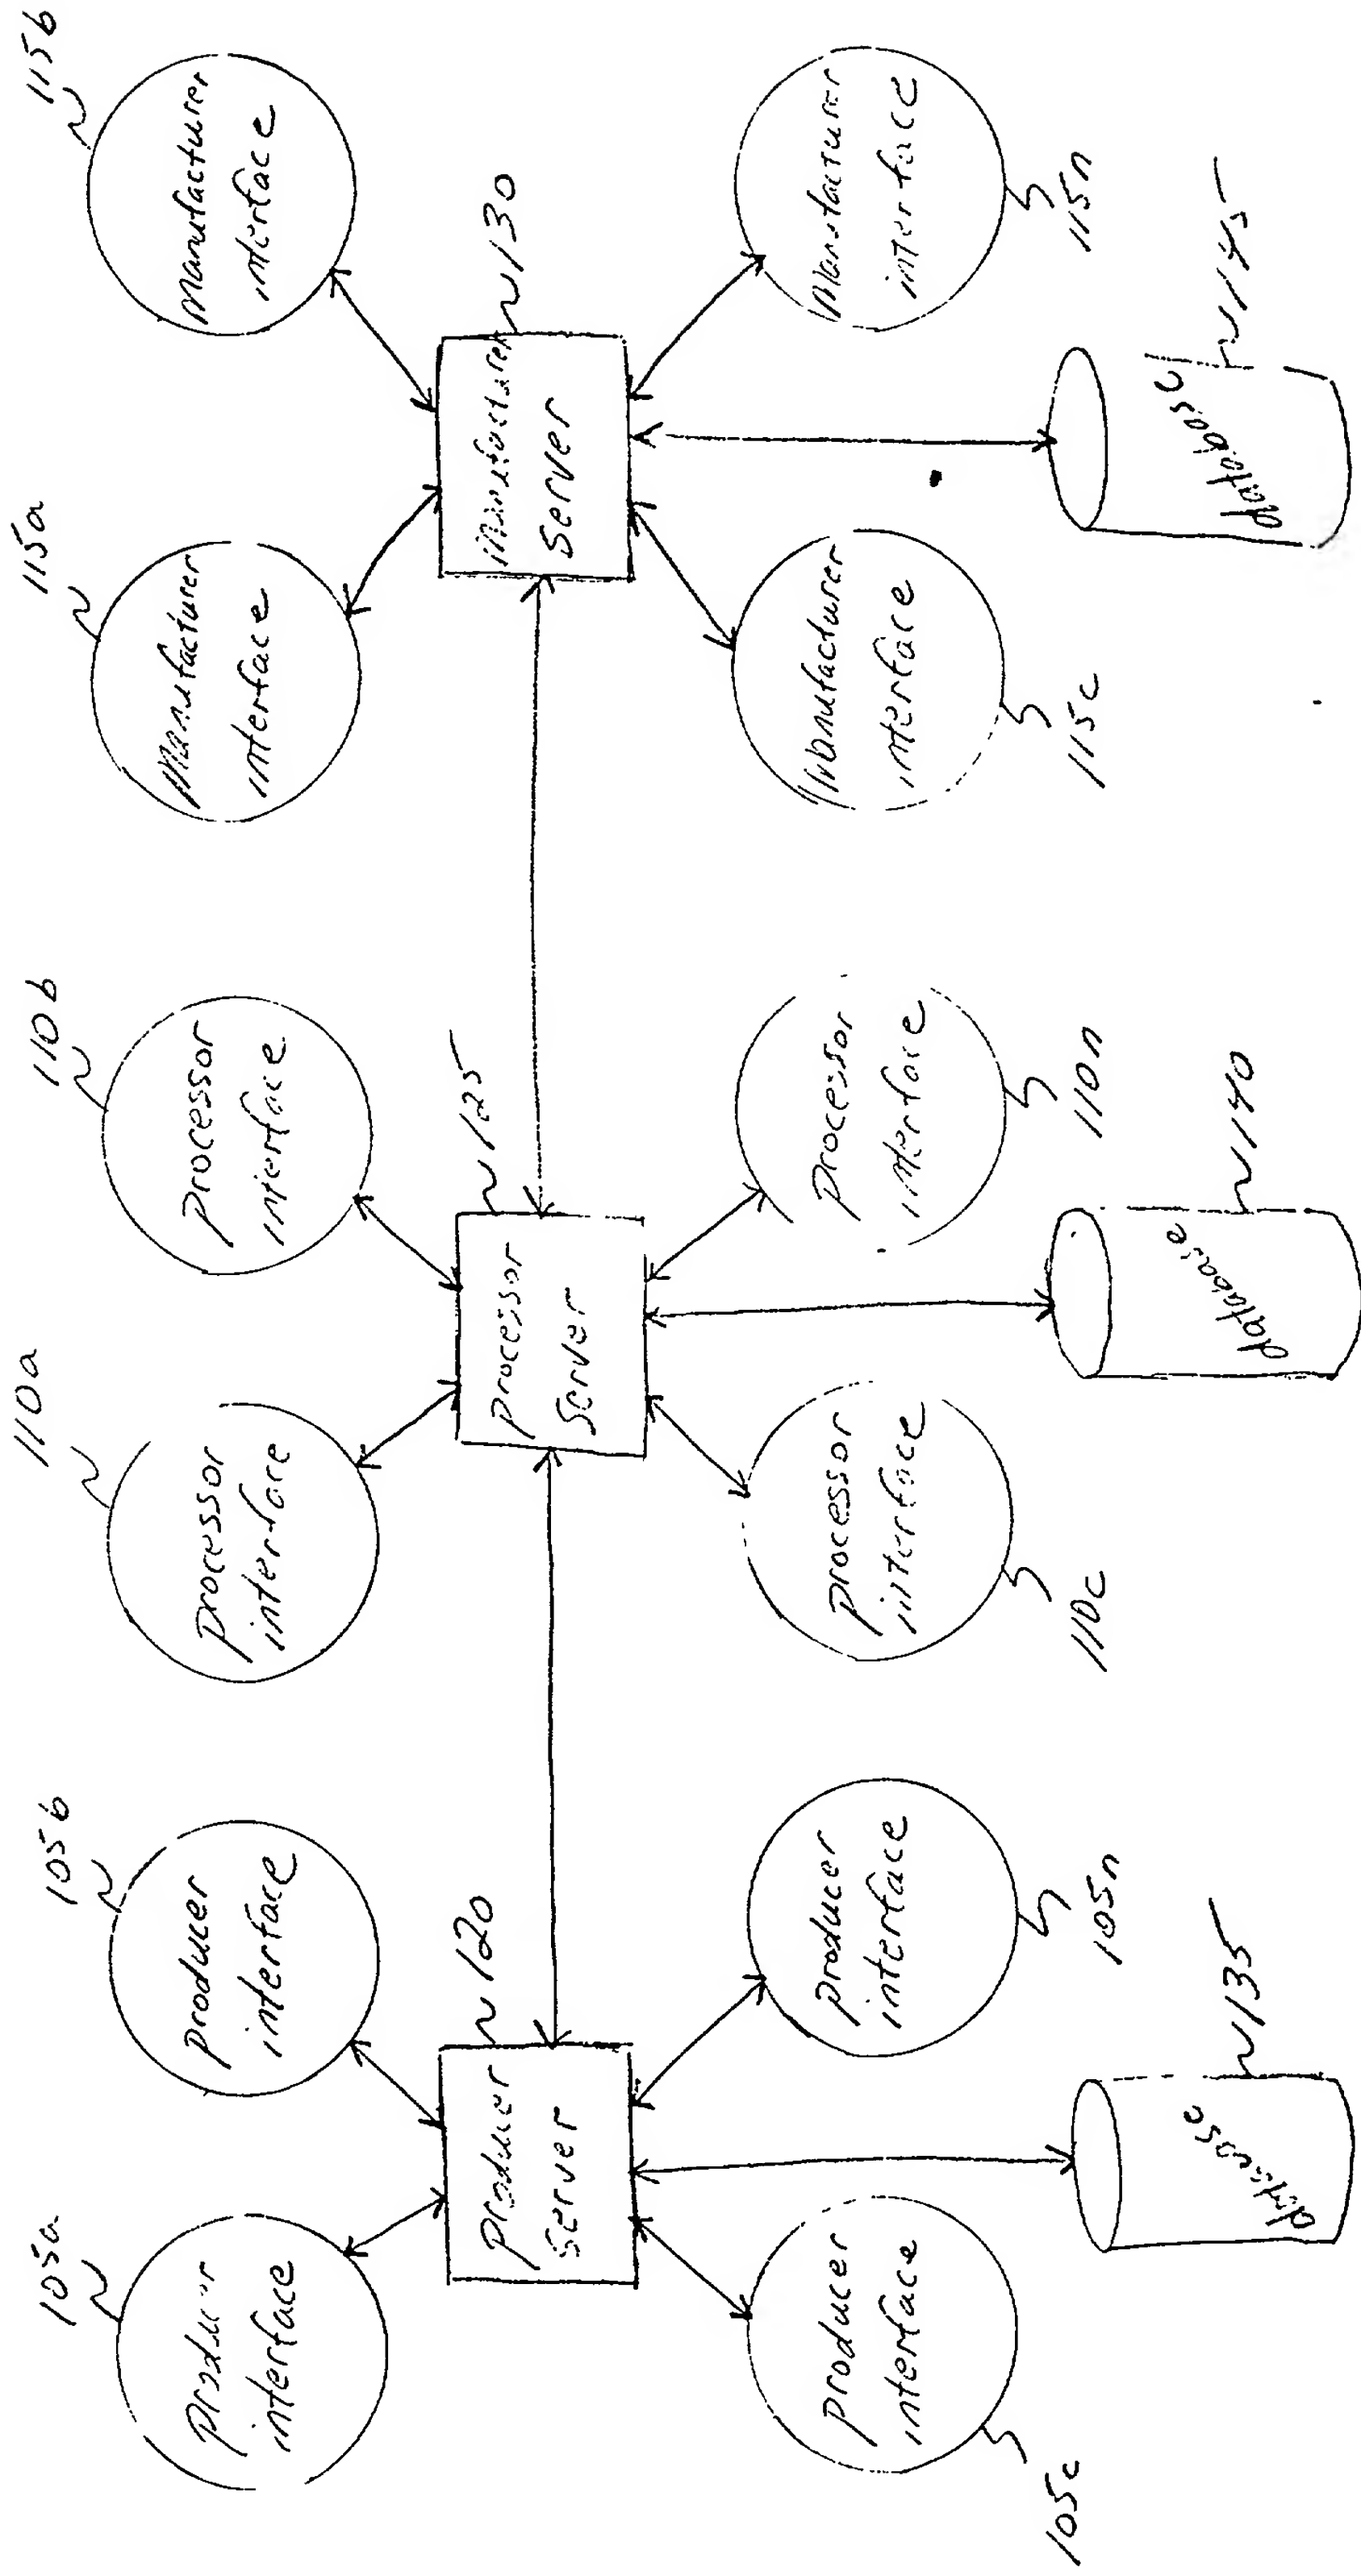 105a
producer
interface
105b
producer
interface
110a
processor
interface
110b
processor
interface
115a
Manufacturer
interface
115b
Manufacturer
interface
producer
server
120
processor
server
125
Manufacturer
server
130
producer
interface
105c
producer
interface
105n
processor
interface
110c
processor
interface
110n
Manufacturer
interface
115c
Manufacturer
interface
115n
database
135
database
140
database
145